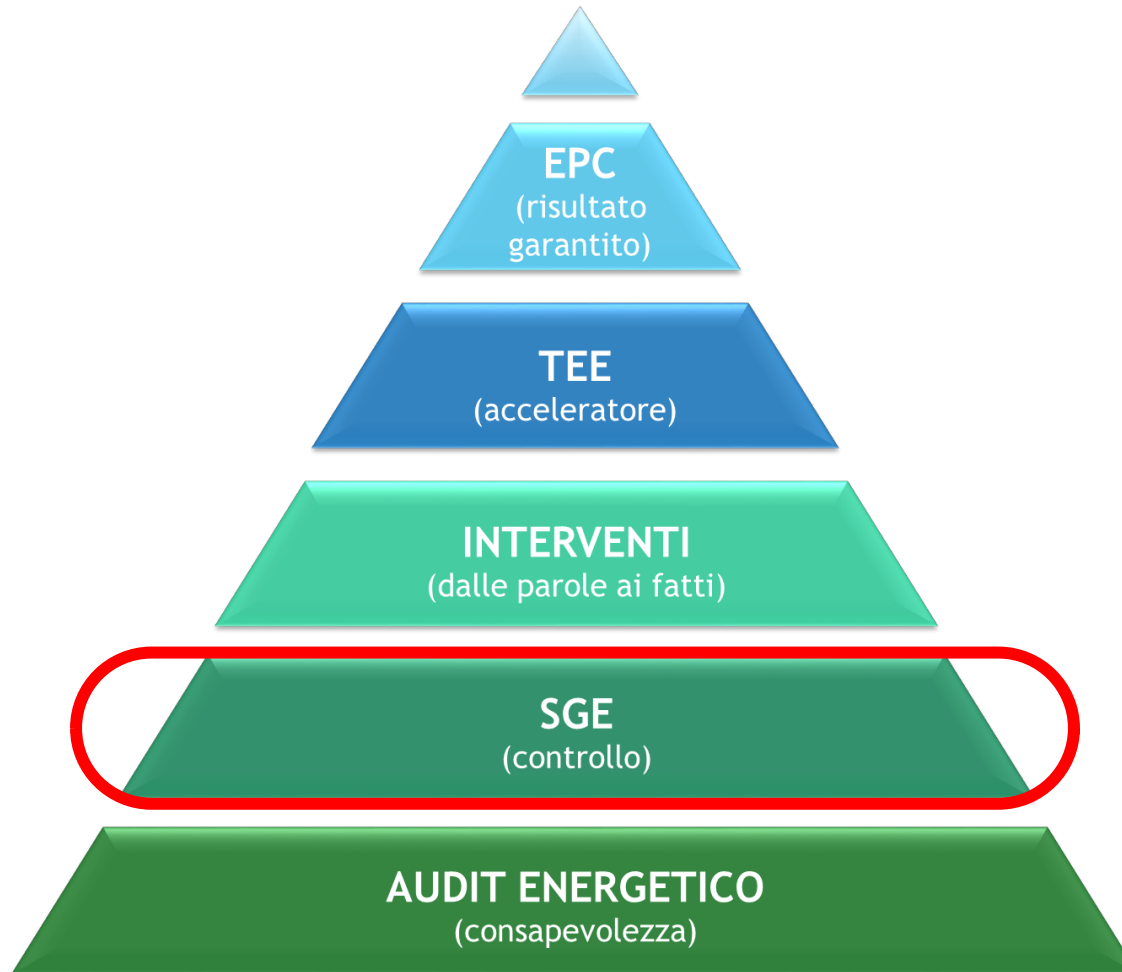 EPC
(risultato
garantito)
TEE
(acceleratore)
INTERVENTI
(dalle parole ai fatti)
SGE
(controllo)
AUDIT ENERGETICO
(consapevolezza)